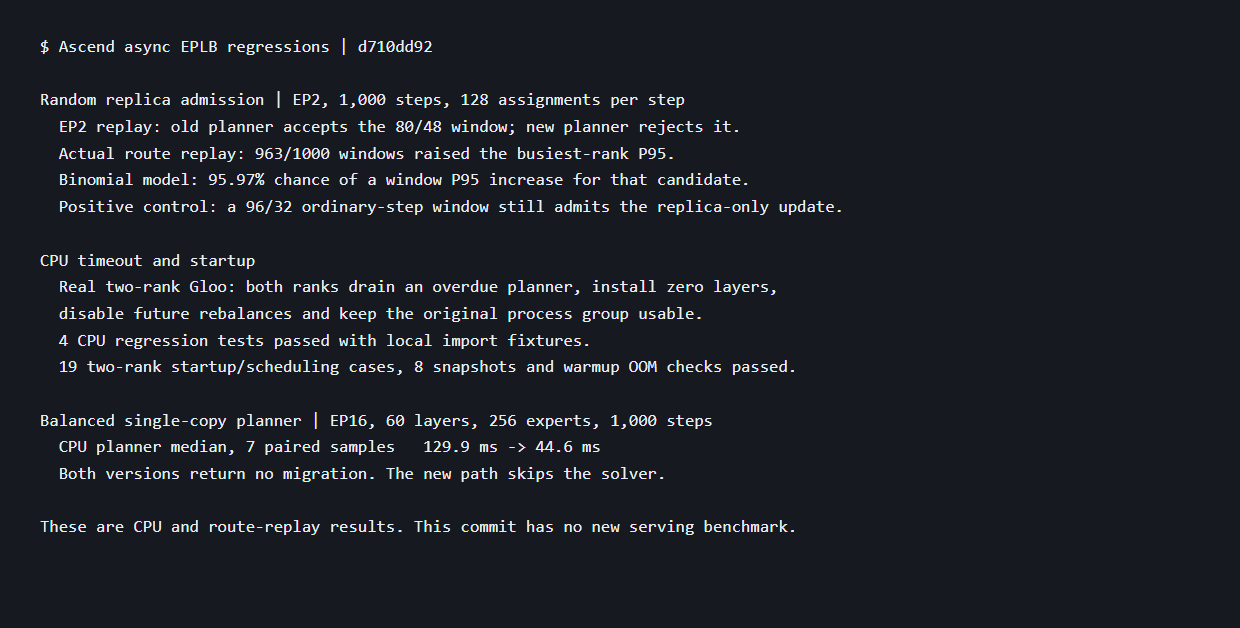 $ Ascend async EPLB regressions | d710dd92
Random replica admission | EP2, 1,000 steps, 128 assignments per step
EP2 replay: old planner accepts the 80/48 window; new planner rejects it.
Actual route replay: 963/1000 windows raised the busiest-rank P95.
Binomial model: 95.97% chance of a window P95 increase for that candidate.
Positive control: a 96/32 ordinary-step window still admits the replica-only update.
CPU timeout and startup
Real two-rank Gloo: both ranks drain an overdue planner, install zero layers,
disable future rebalances and keep the original process group usable.
4 CPU regression tests passed with local import fixtures.
19 two-rank startup/scheduling cases, 8 snapshots and warmup OOM checks passed.
Balanced single-copy planner | EP16, 60 layers, 256 experts, 1,000 steps
CPU planner median, 7 paired samples   129.9 ms -> 44.6 ms
Both versions return no migration. The new path skips the solver.
These are CPU and route-replay results. This commit has no new serving benchmark.